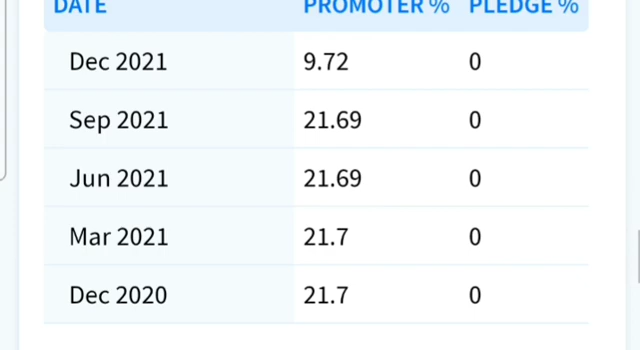 DATE PROMOTER % PLEDGE %
Dec 2021 9.72 0
Sep 2021 21.69 0
Jun 2021 21.69 0
Mar 2021 21.7 0
Dec 2020 21.7 0